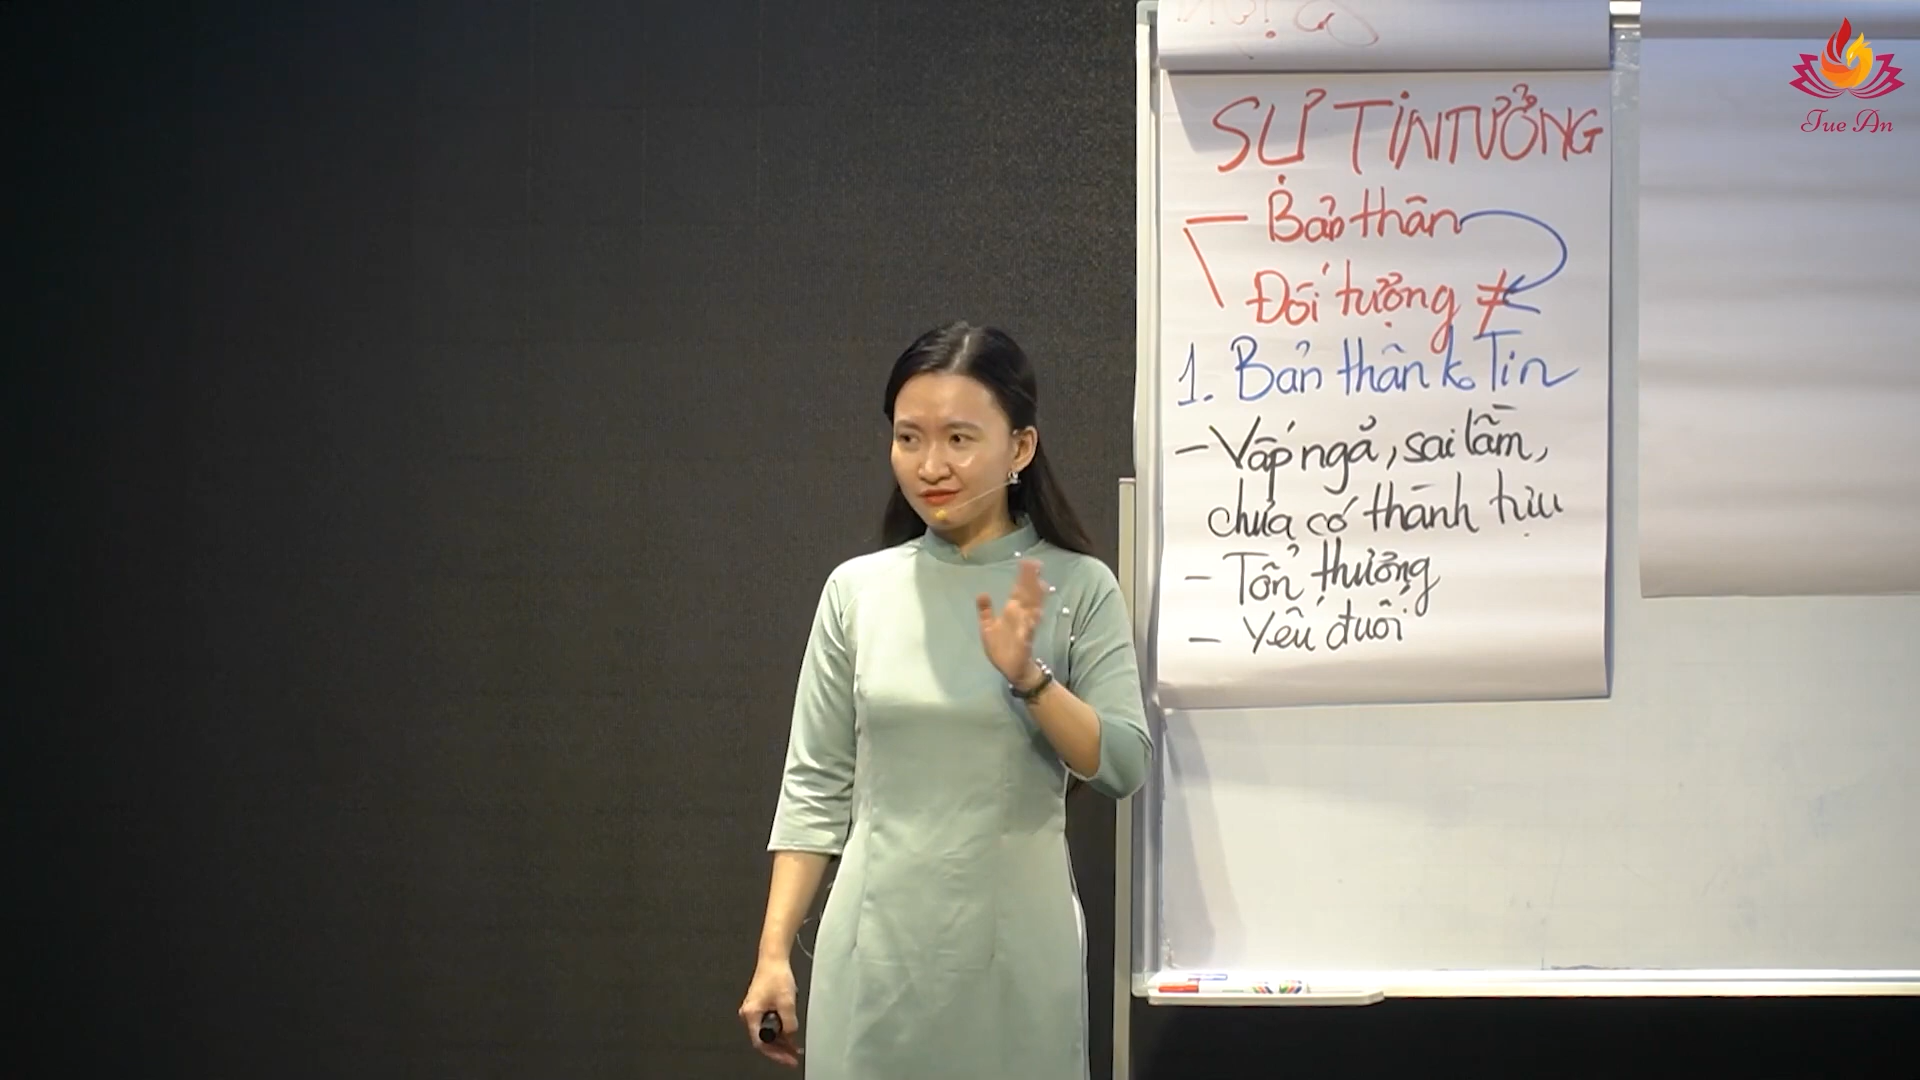 SỰ TIN TƯỞNG
Bản thân
Đối tượng ≠
1. Bản thân k. Tin
- Vấp ngã, sai lầm,
chưa có thành tựu
- Tổn thương
- Yếu đuối
Tue An